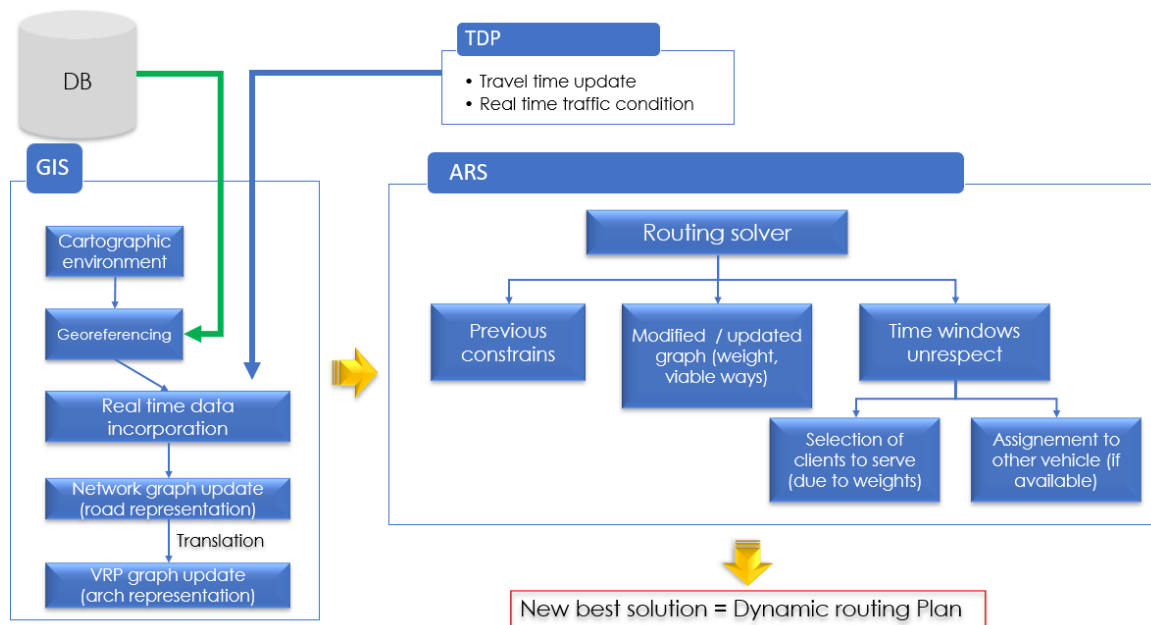 DB
TDP
• Travel time update
• Real time traffic condition
GIS
Cartographic
environment
Georeferencing
Real time data
incorporation
Network graph update
(road representation)
Translation
VRP graph update
(arch representation)
ARS
Routing solver
Previous
constrains
Modified / updated
graph (weight,
viable ways)
Time windows
unrespect
Selection of
clients to serve
(due to weights)
Assignement to
other vehicle (if
available)
New best solution = Dynamic routing Plan